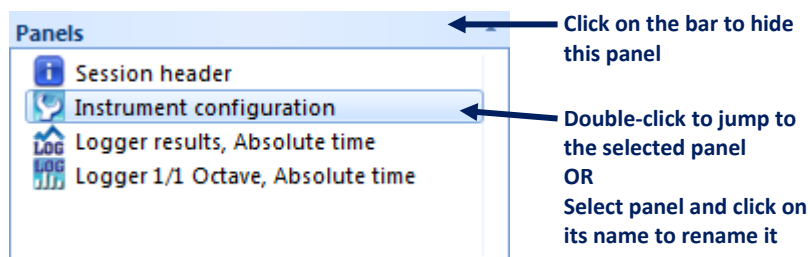 Panels
Click on the bar to hide
this panel
Session header
Instrument configuration
LOG Logger results, Absolute time
LOG Logger 1/1 Octave, Absolute time
Double-click to jump to
the selected panel
OR
Select panel and click on
its name to rename it